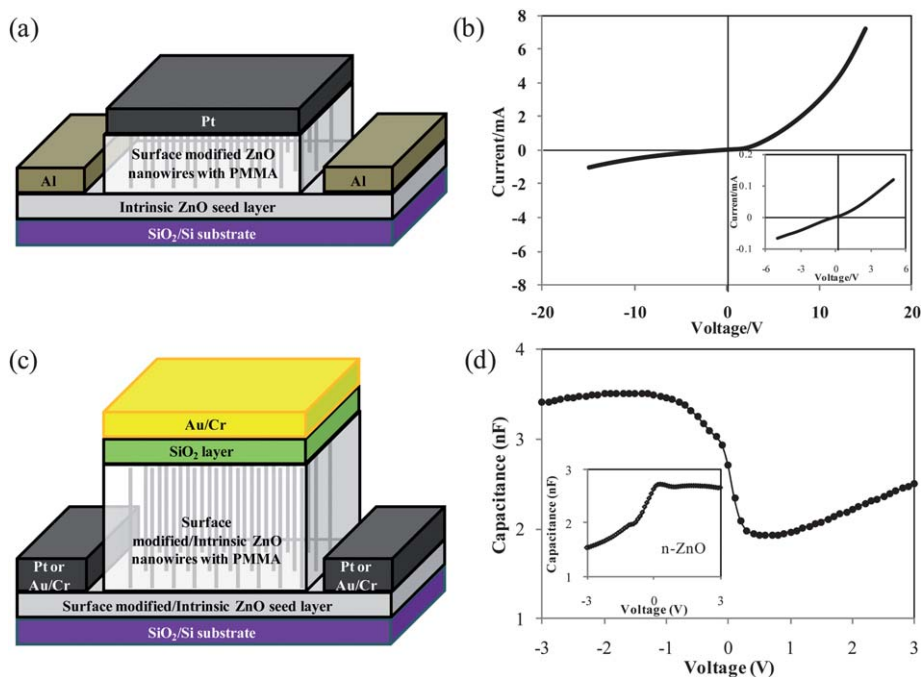 (a)
Pt
Surface modified ZnO
nanowires with PMMA
Al
Al
Intrinsic ZnO seed layer
SiO₂/Si substrate
(b)
Current/mA
8
6
4
2
0
-2
-4
-6
-8
-20
-10
0
10
20
Voltage/V
Current/mA
0.2
0.1
0
-0.1
-6
-3
0
3
6
Voltage/V
(c)
Au/Cr
SiO₂ layer
Surface
modified/Intrinsic ZnO
nanowires with PMMA
Pt or
Au/Cr
Pt or
Au/Cr
Surface modified/Intrinsic ZnO seed layer
SiO₂/Si substrate
(d)
Capacitance (nF)
4
3
2
1
-3
-2
-1
0
1
2
3
Voltage (V)
Capacitance (nF)
3
2
1
n-ZnO
-3
0
3
Voltage (V)